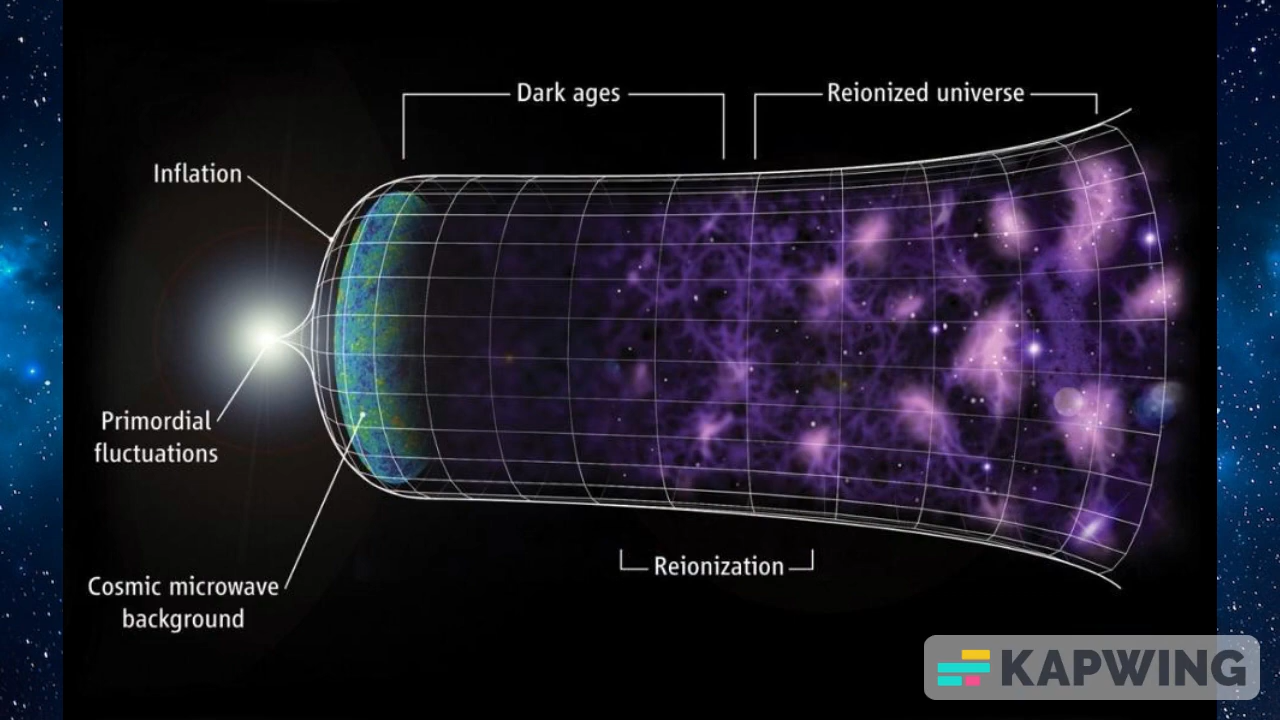 Dark ages
Reionized universe
Inflation
Primordial
fluctuations
Reionization
Cosmic microwave
background
KAPWING